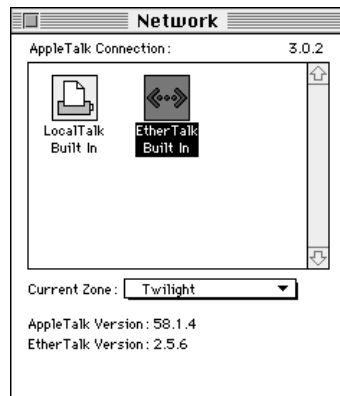 Network
AppleTalk Connection: 3.0.2
LocalTalk
Built In
EtherTalk
Built In
Current Zone: Twilight
AppleTalk Version: 58.1.4
EtherTalk Version: 2.5.6